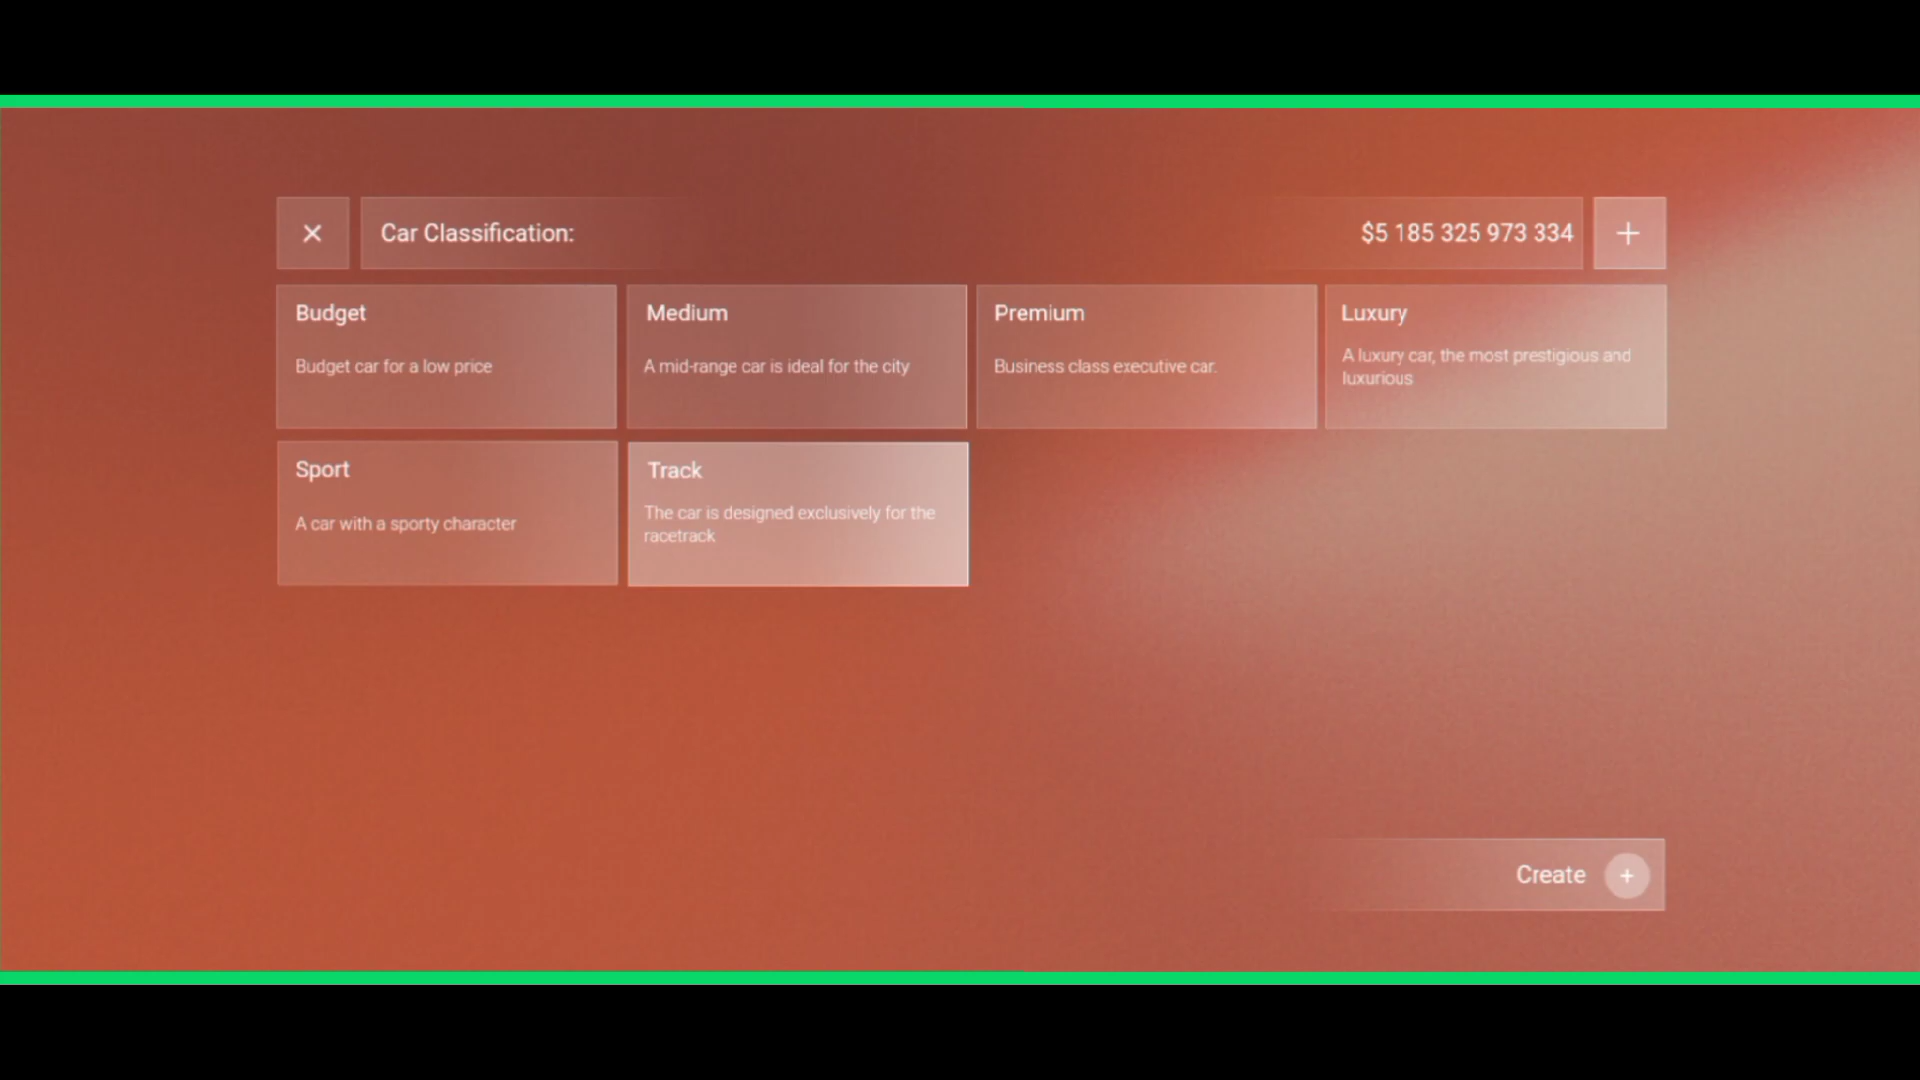 Car Classification:
$5 185 325 973 334
Budget
Budget car for a low price
Medium
A mid-range car is ideal for the city
Premium
Business class executive car.
Luxury
A luxury car, the most prestigious and
luxurious
Sport
A car with a sporty character
Track
The car is designed exclusively for the
racetrack
Create